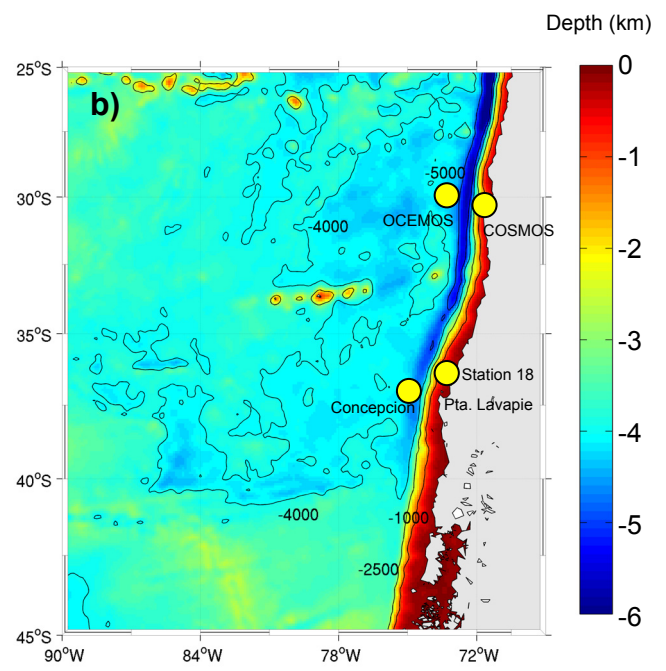 Depth (km)
b)
25°S
30°S
35°S
40°S
45°S
90°W
84°W
78°W
72°W
-5000
OCEMOS
COSMOS
-4000
Station 18
Concepcion
Pta. Lavapie
-4000
-1000
-2500
0
-1
-2
-3
-4
-5
-6